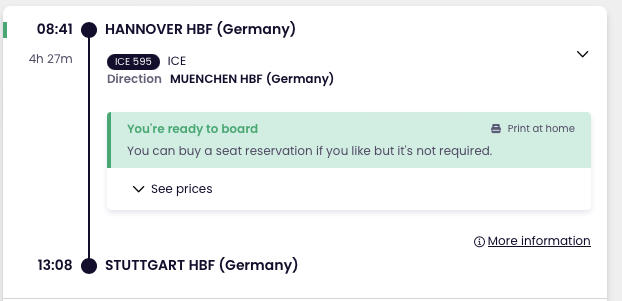 08:41 HANNOVER HBF (Germany)
4h 27m
ICE 595 ICE
Direction MUENCHEN HBF (Germany)
You're ready to board
Print at home
You can buy a seat reservation if you like but it's not required.
See prices
More information
13:08 STUTTGART HBF (Germany)